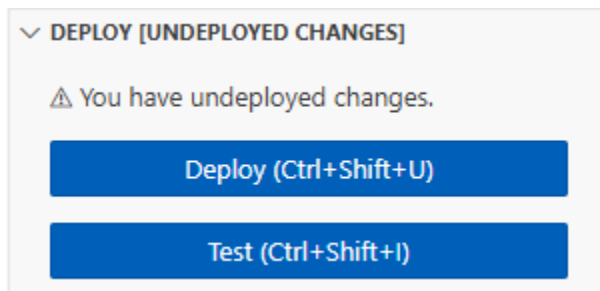 DEPLOY [UNDEPLOYED CHANGES]
You have undeployed changes.
Deploy (Ctrl+Shift+U)
Test (Ctrl+Shift+I)